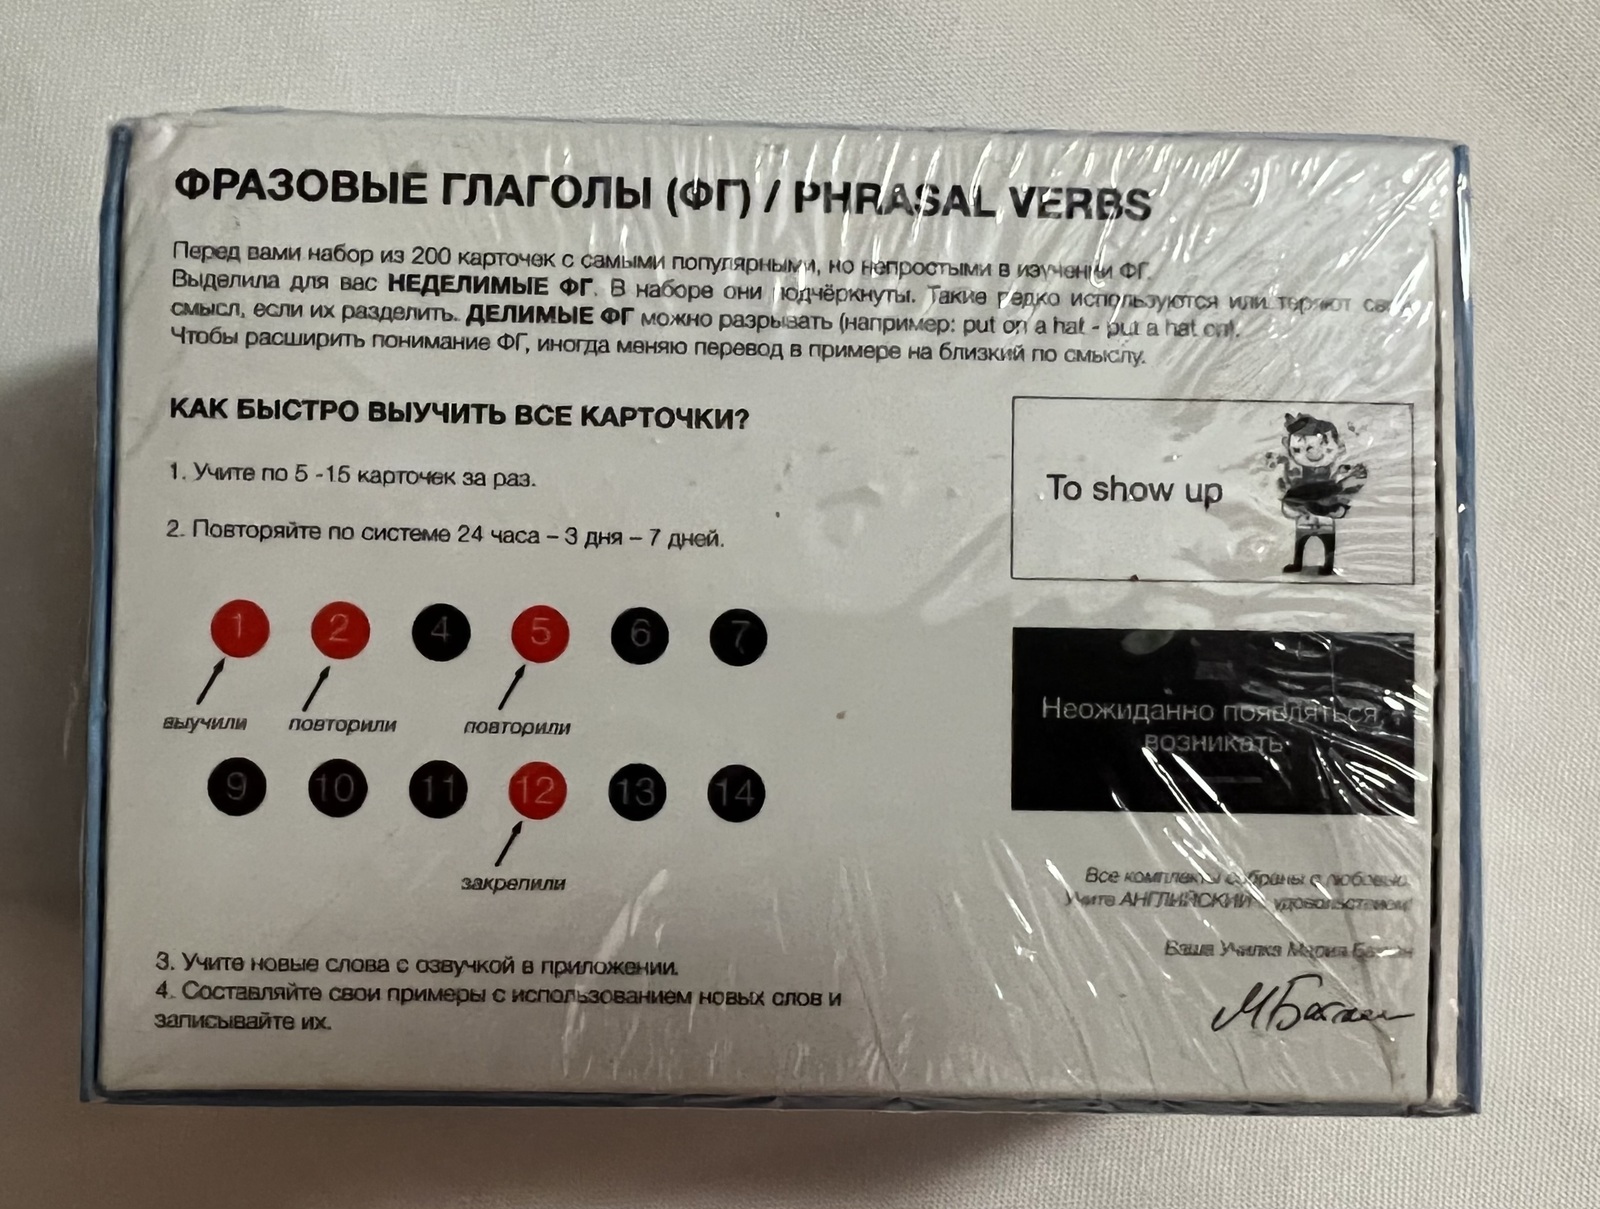 ФРАЗОВЫЕ ГЛАГОЛЫ (ФГ) / PHRASAL VERBS
Перед вами набор из 200 карточек с самыми популярными, но непростыми в изучении ФГ.
Выделила для вас НЕДЕЛИМЫЕ ФГ. В наборе они подчёркнуты. Такие редко используются или теряют свой
смысл, если их разделить. ДЕЛИМЫЕ ФГ можно разрывать (например: put on a hat - put a hat on).
Чтобы расширить понимание ФГ, иногда меняю перевод в примере на близкий по смыслу.
КАК БЫСТРО ВЫУЧИТЬ ВСЕ КАРТОЧКИ?
1. Учите по 5 -15 карточек за раз.
2. Повторяйте по системе 24 часа – 3 дня – 7 дней.
1 2 4 5 6 7
выучили повторили повторили
9 10 11 12 13 14
закрепили
3. Учите новые слова с озвучкой в приложении.
4. Составляйте свои примеры с использованием новых слов и
записывайте их.
To show up
Неожиданно появляться,
возникать
Все комплекты собраны с любовью.
Учите АНГЛИЙСКИЙ с удовольствием!
Ваша Училка Мария